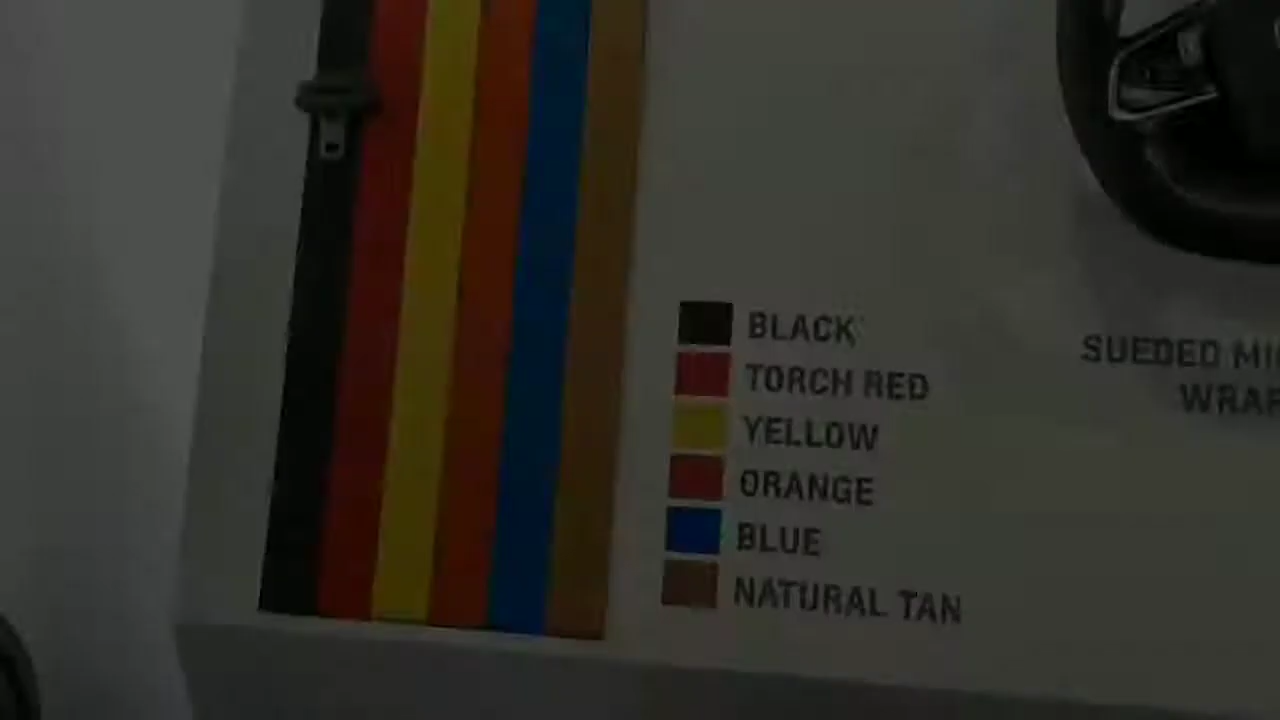 BLACK
TORCH RED
YELLOW
ORANGE
BLUE
NATURAL TAN
SUEDED